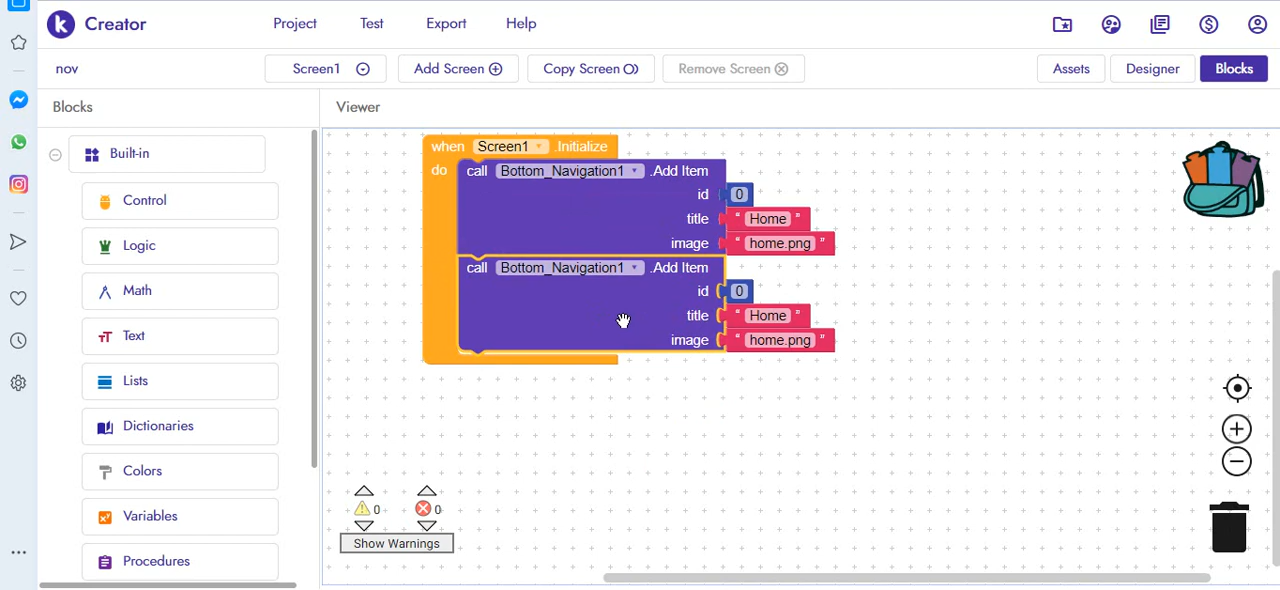 k Creator Project Test Export Help
nov Screen1 Add Screen Copy Screen Remove Screen Assets Designer Blocks
Blocks Viewer
Built-in
Control
Logic
Math
Text
Lists
Dictionaries
Colors
Variables
Procedures
when Screen1 .Initialize
do call Bottom_Navigation1 .Add Item
id 0
title " Home "
image " home.png "
call Bottom_Navigation1 .Add Item
id 0
title " Home "
image " home.png "
0 0
Show Warnings